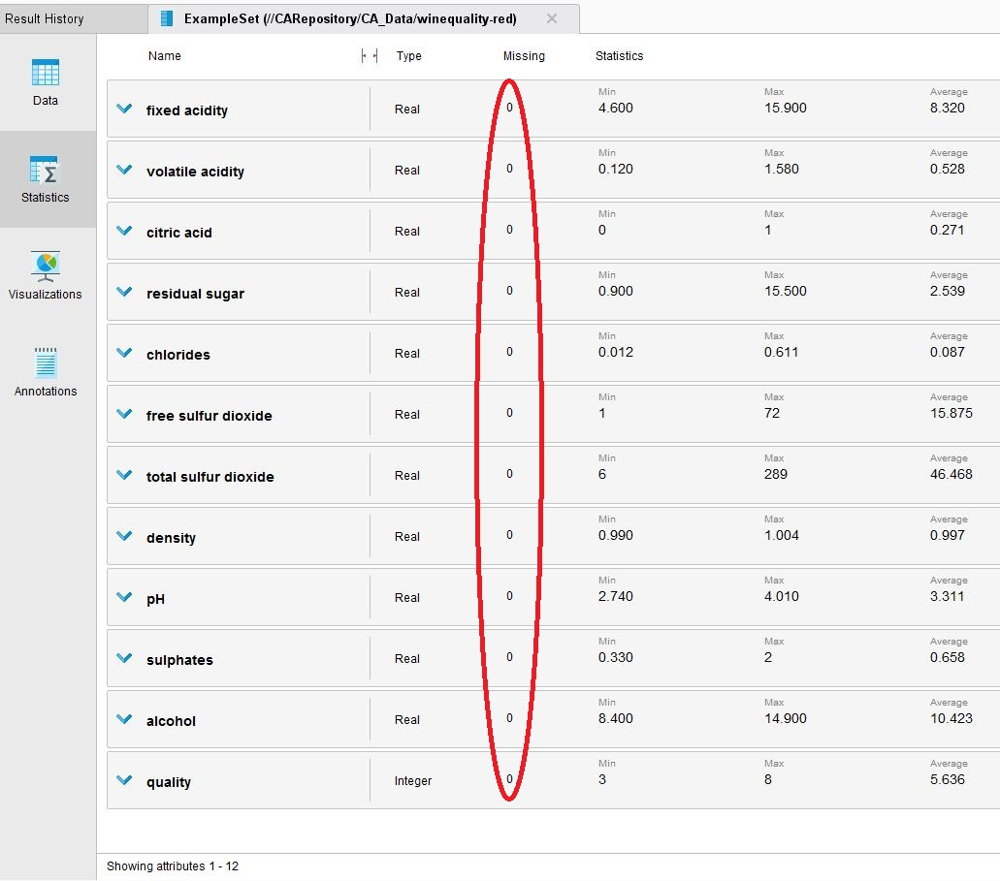 Result History
ExampleSet (//CARepository/CA_Data/winequality-red)
Data
Statistics
Visualizations
Annotations
Name Type Missing Statistics
Min Max Average
fixed acidity Real 0 4.600 15.900 8.320
Min Max Average
volatile acidity Real 0 0.120 1.580 0.528
Min Max Average
citric acid Real 0 0 1 0.271
Min Max Average
residual sugar Real 0 0.900 15.500 2.539
Min Max Average
chlorides Real 0 0.012 0.611 0.087
Min Max Average
free sulfur dioxide Real 0 1 72 15.875
Min Max Average
total sulfur dioxide Real 0 6 289 46.468
Min Max Average
density Real 0 0.990 1.004 0.997
Min Max Average
pH Real 0 2.740 4.010 3.311
Min Max Average
sulphates Real 0 0.330 2 0.658
Min Max Average
alcohol Real 0 8.400 14.900 10.423
Min Max Average
quality Integer 0 3 8 5.636
Showing attributes 1 - 12